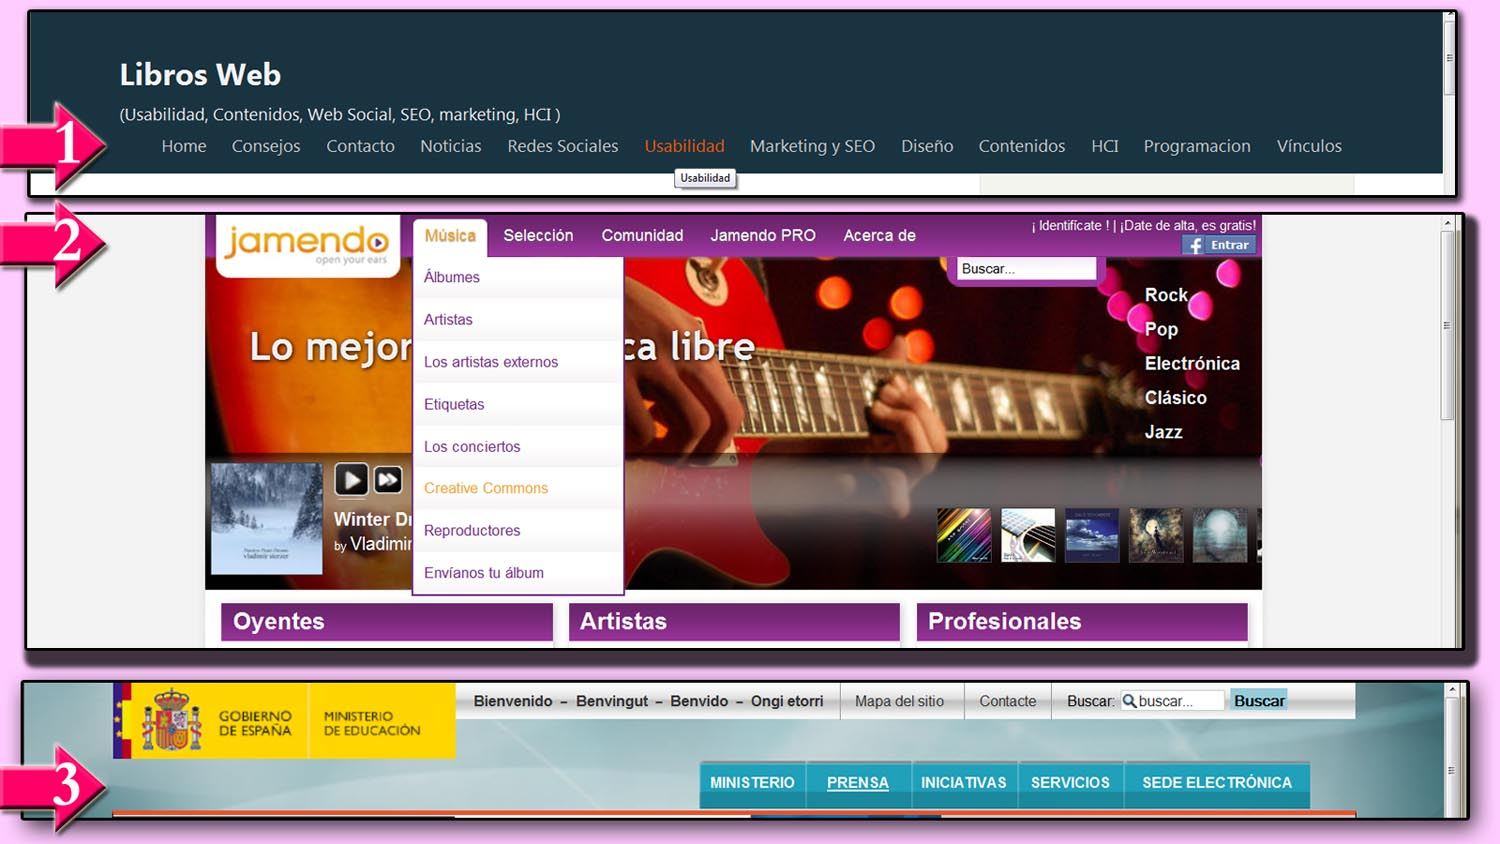 Libros Web
(Usabilidad, Contenidos, Web Social, SEO, marketing, HCI )
1
Home Consejos Contacto Noticias Redes Sociales Usabilidad Marketing y SEO Diseño Contenidos HCI Programacion Vínculos
Usabilidad
2
jamendo
open your ears
Música Selección Comunidad Jamendo PRO Acerca de
¡ Identifícate ! | ¡Date de alta, es gratis!
Entrar
Buscar...
Álbumes
Artistas
Los artistas externos
Etiquetas
Los conciertos
Creative Commons
Reproductores
Envíanos tu álbum
Lo mejor ca libre
Rock
Pop
Electrónica
Clásico
Jazz
Winter Dr
by Vladimir
vladimir sterzer
Oyentes Artistas Profesionales
3
GOBIERNO
DE ESPAÑA
MINISTERIO
DE EDUCACIÓN
Bienvenido – Benvingut – Benvido – Ongi etorri Mapa del sitio Contacte Buscar: buscar... Buscar
MINISTERIO PRENSA INICIATIVAS SERVICIOS SEDE ELECTRÓNICA